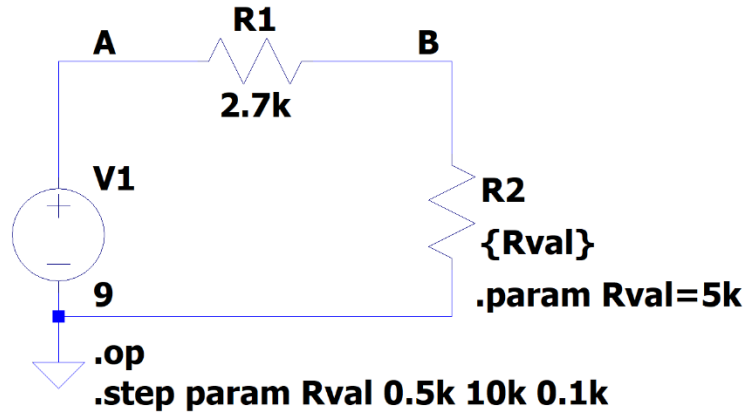 R1
A
B
2.7k
V1
R2
{Rval}
9
.param Rval=5k
.op
.step param Rval 0.5k 10k 0.1k